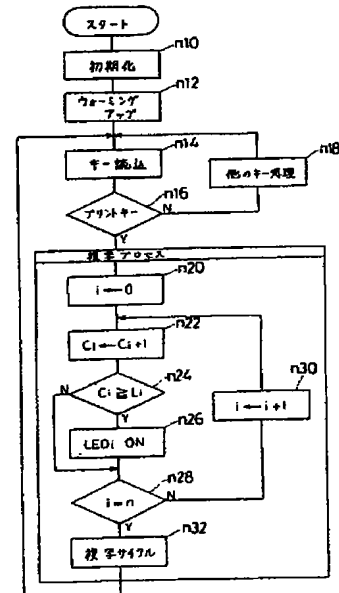 スタート
n10
初期化
n12
ウォーミング
アップ
n14
キー読込
n18
他のキー処理
n16
プリントキー
N
Y
複写プロセス
n20
i←0
n22
Ci←Ci+1
n24
Ci≧Li
N
Y
n30
i←i+1
n26
LEDi ON
n28
i=n
N
Y
n32
複写サイクル